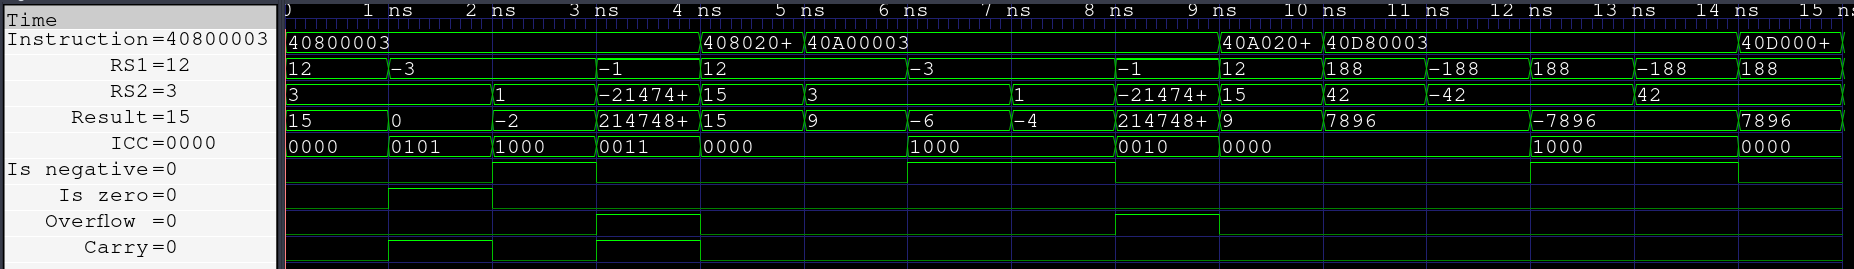 0 1 ns 2 ns 3 ns 4 ns 5 ns 6 ns 7 ns 8 ns 9 ns 10 ns 11 ns 12 ns 13 ns 14 ns 15 ns
Time
Instruction=40800003 40800003 408020+ 40A00003 40A020+ 40D80003 40D000+
RS1=12 12 -3 -1 12 -3 -1 12 188 -188 188 -188 188
RS2=3 3 1 -21474+ 15 3 1 -21474+ 15 42 -42 42
Result=15 15 0 -2 214748+ 15 9 -6 -4 214748+ 9 7896 -7896 7896
ICC=0000 0000 0101 1000 0011 0000 1000 0010 0000 1000 0000
Is negative=0
Is zero=0
Overflow =0
Carry=0